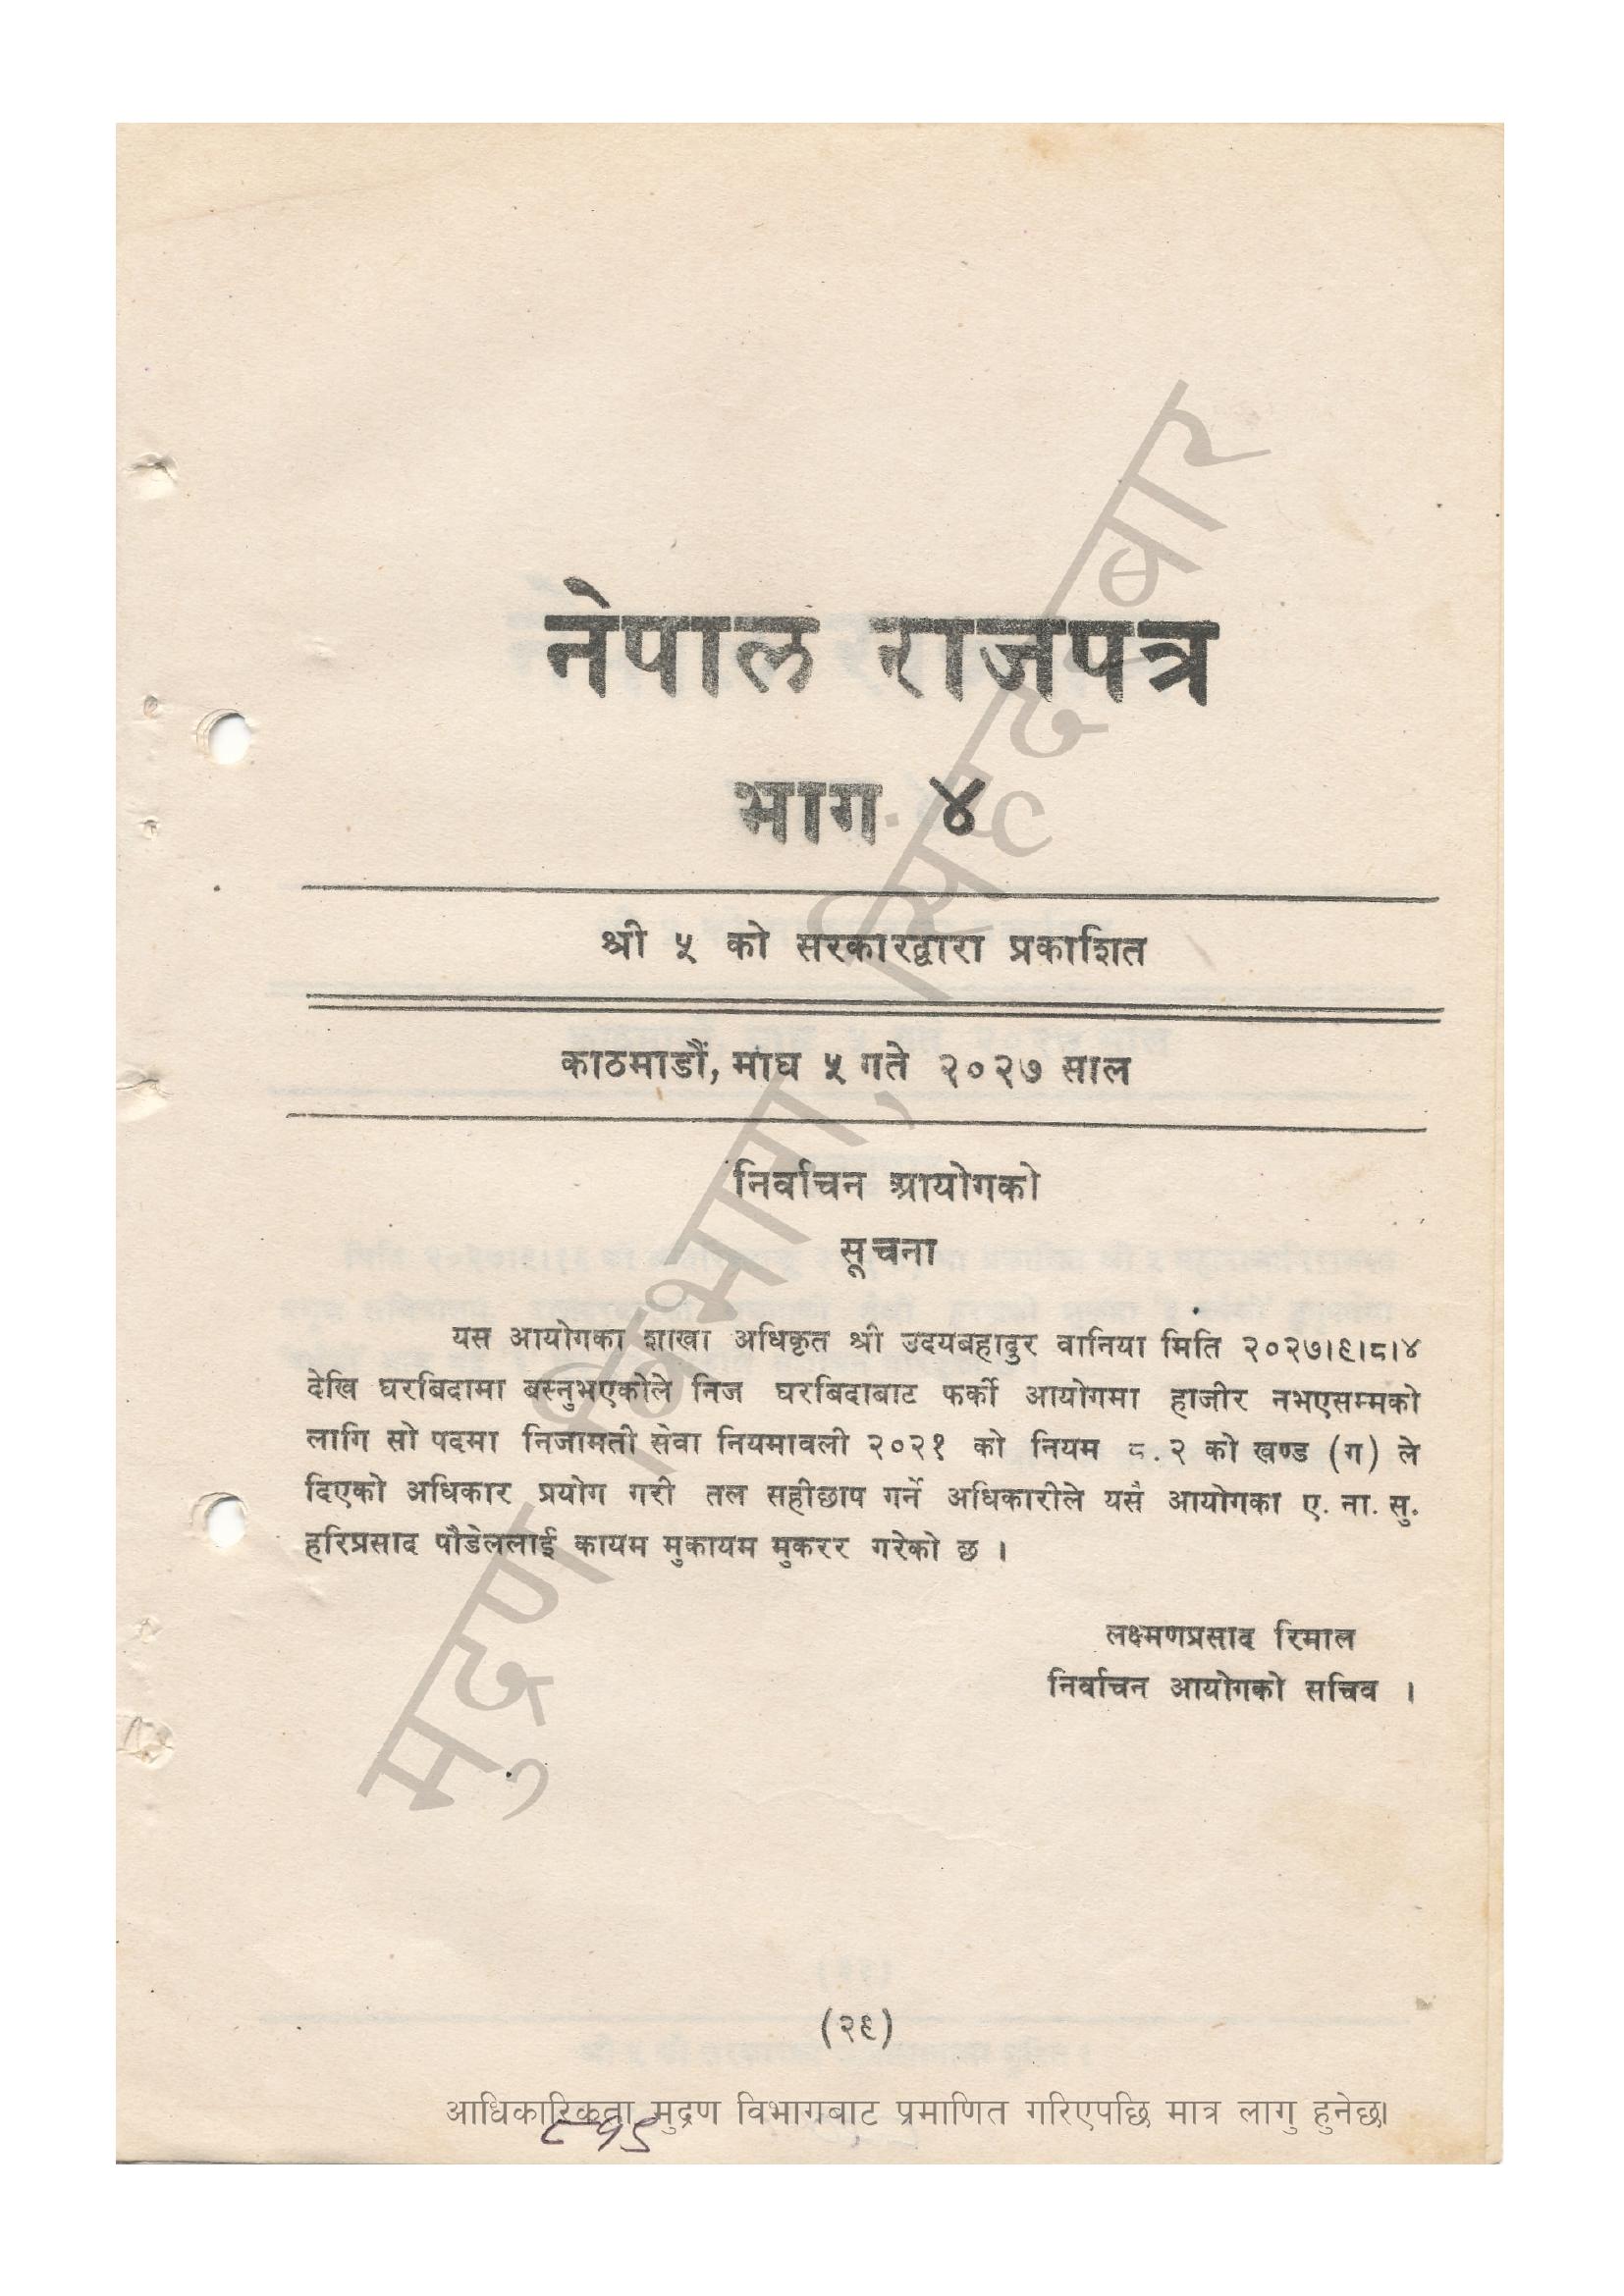 नेपाल राजपत्र
भाग ४
श्री ५ को सरकारद्वारा प्रकाशित
काठमाडौं, माघ ५ गते २०२७ साल
निर्वाचन आयोगको
सूचना
यस आयोगका शाखा अधिकृत श्री उदयबहादुर वानिया मिति २०२७।९।८।४
देखि घरबिदामा बस्नुभएकोले निज घरबिदाबाट फर्की आयोगमा हाजीर नभएसम्मको
लागि सो पदमा निजामती सेवा नियमावली २०२१ को नियम ८.२ को खण्ड (ग) ले
दिएको अधिकार प्रयोग गरी तल सहीछाप गर्ने अधिकारीले यसै आयोगका ए. ना. सु.
हरिप्रसाद पौडेललाई कायम मुकायम मुकरर गरेको छ ।
लक्ष्मणप्रसाद रिमाल
निर्वाचन आयोगको सचिव ।
मुद्रण विभाग, सिंहदरबार
(२९)
आधिकारिकता मुद्रण विभागबाट प्रमाणित गरिएपछि मात्र लागु हुनेछ।